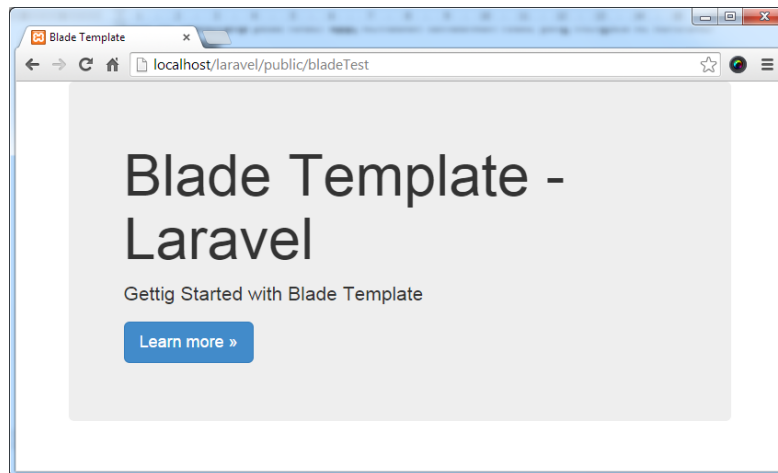 Blade Template
localhost/laravel/public/bladeTest
Blade Template -
Laravel
Gettig Started with Blade Template
Learn more »